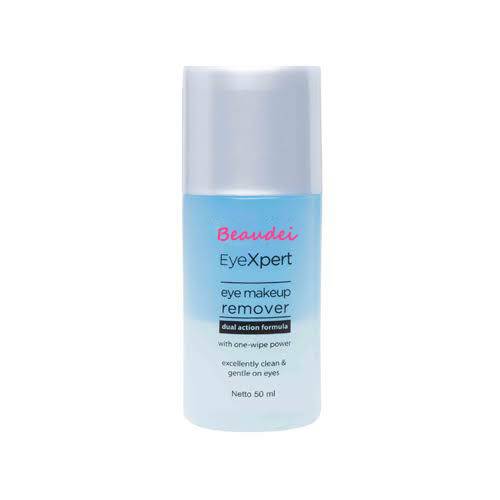 Beaudei
EyeXpert
eye makeup
remover
dual action formula
with one-wipe power
excellently clean &
gentle on eyes
Netto 50 ml